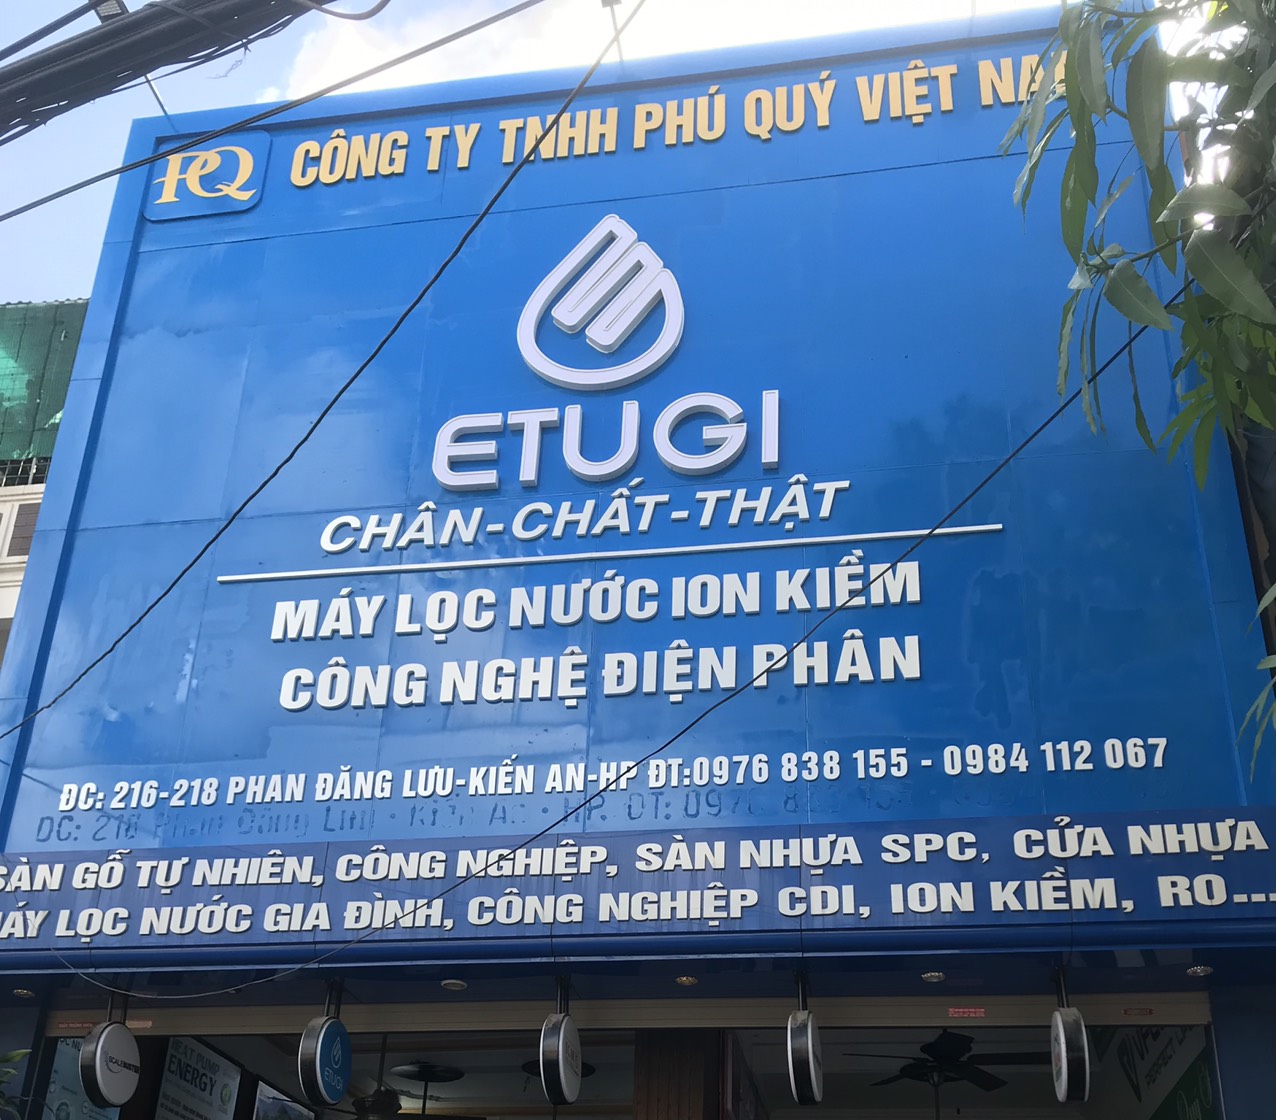 PQ CÔNG TY TNHH PHÚ QUÝ VIỆT
ETUGI
CHÂN-CHẤT-THẬT
MÁY LỌC NƯỚC ION KIỀM
CÔNG NGHỆ ĐIỆN PHÂN
ĐC: 216-218 PHAN ĐĂNG LƯU-KIẾN AN-HP ĐT:0976 838 155 - 0984 112 067
SÀN GỖ TỰ NHIÊN, CÔNG NGHIỆP, SÀN NHỰA SPC, CỬA NHỰA
MÁY LỌC NƯỚC GIA ĐÌNH, CÔNG NGHIỆP CDI, ION KIỀM, RO...
HEAT PUMP
ENERGY
ETUGI